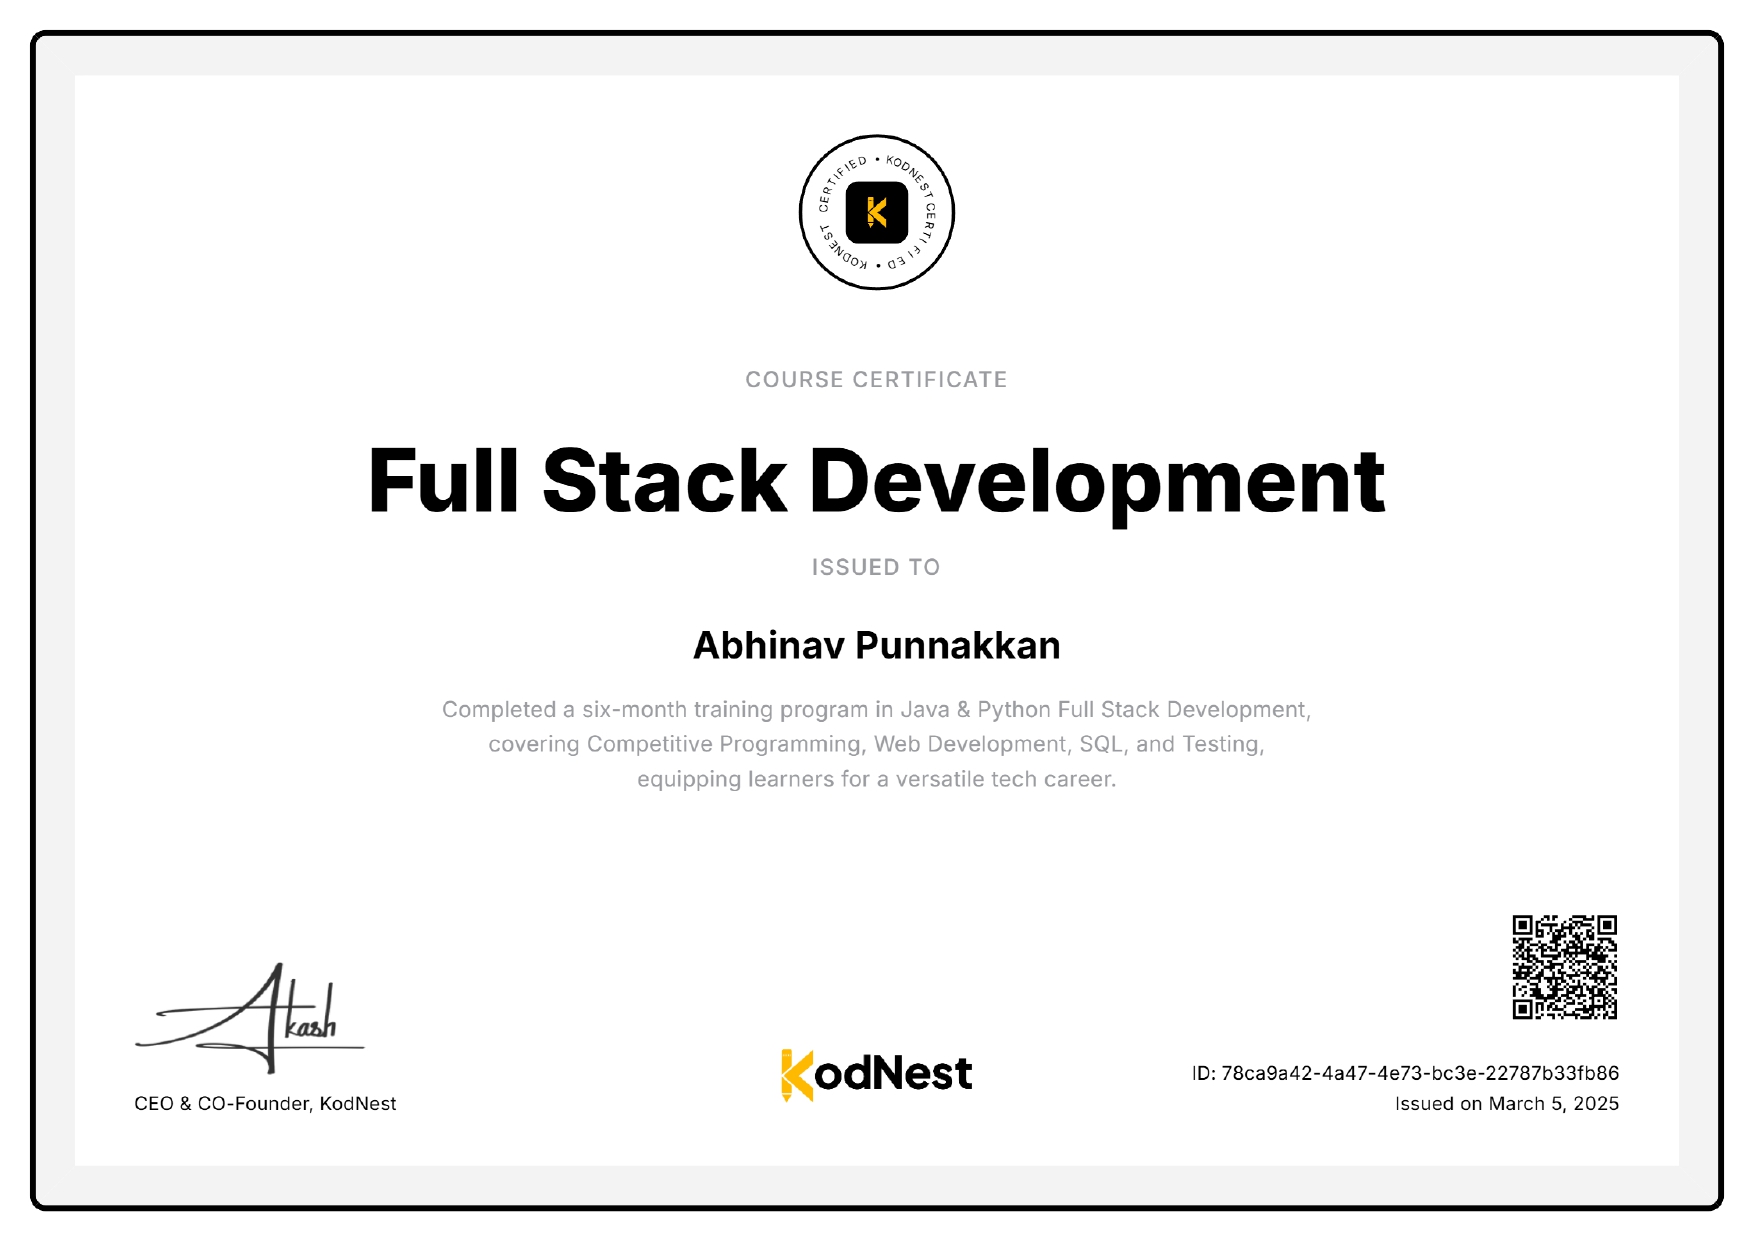 KODNEST CERTIFIED • KODNEST CERTIFIED •
K
COURSE CERTIFICATE
Full Stack Development
ISSUED TO
Abhinav Punnakkan
Completed a six-month training program in Java & Python Full Stack Development,
covering Competitive Programming, Web Development, SQL, and Testing,
equipping learners for a versatile tech career.
Akash
CEO & CO-Founder, KodNest
KodNest
ID: 78ca9a42-4a47-4e73-bc3e-22787b33fb86
Issued on March 5, 2025